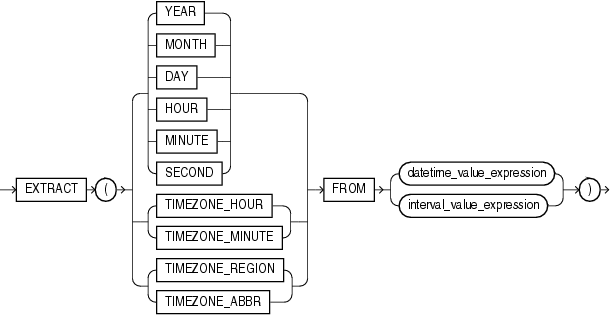 YEAR
MONTH
DAY
HOUR
MINUTE
SECOND
EXTRACT ( FROM datetime_value_expression )
interval_value_expression
TIMEZONE_HOUR
TIMEZONE_MINUTE
TIMEZONE_REGION
TIMEZONE_ABBR